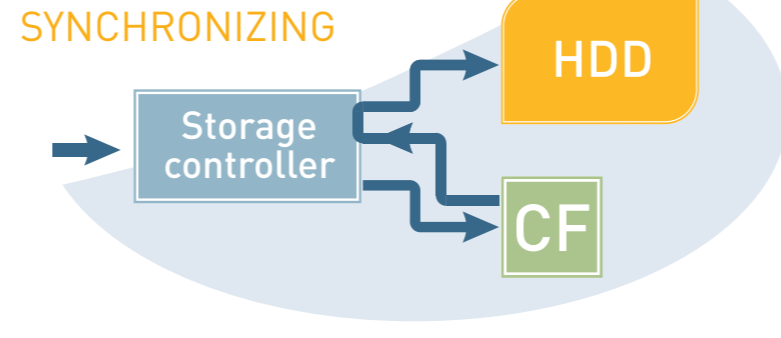 SYNCHRONIZING
HDD
Storage
controller
CF